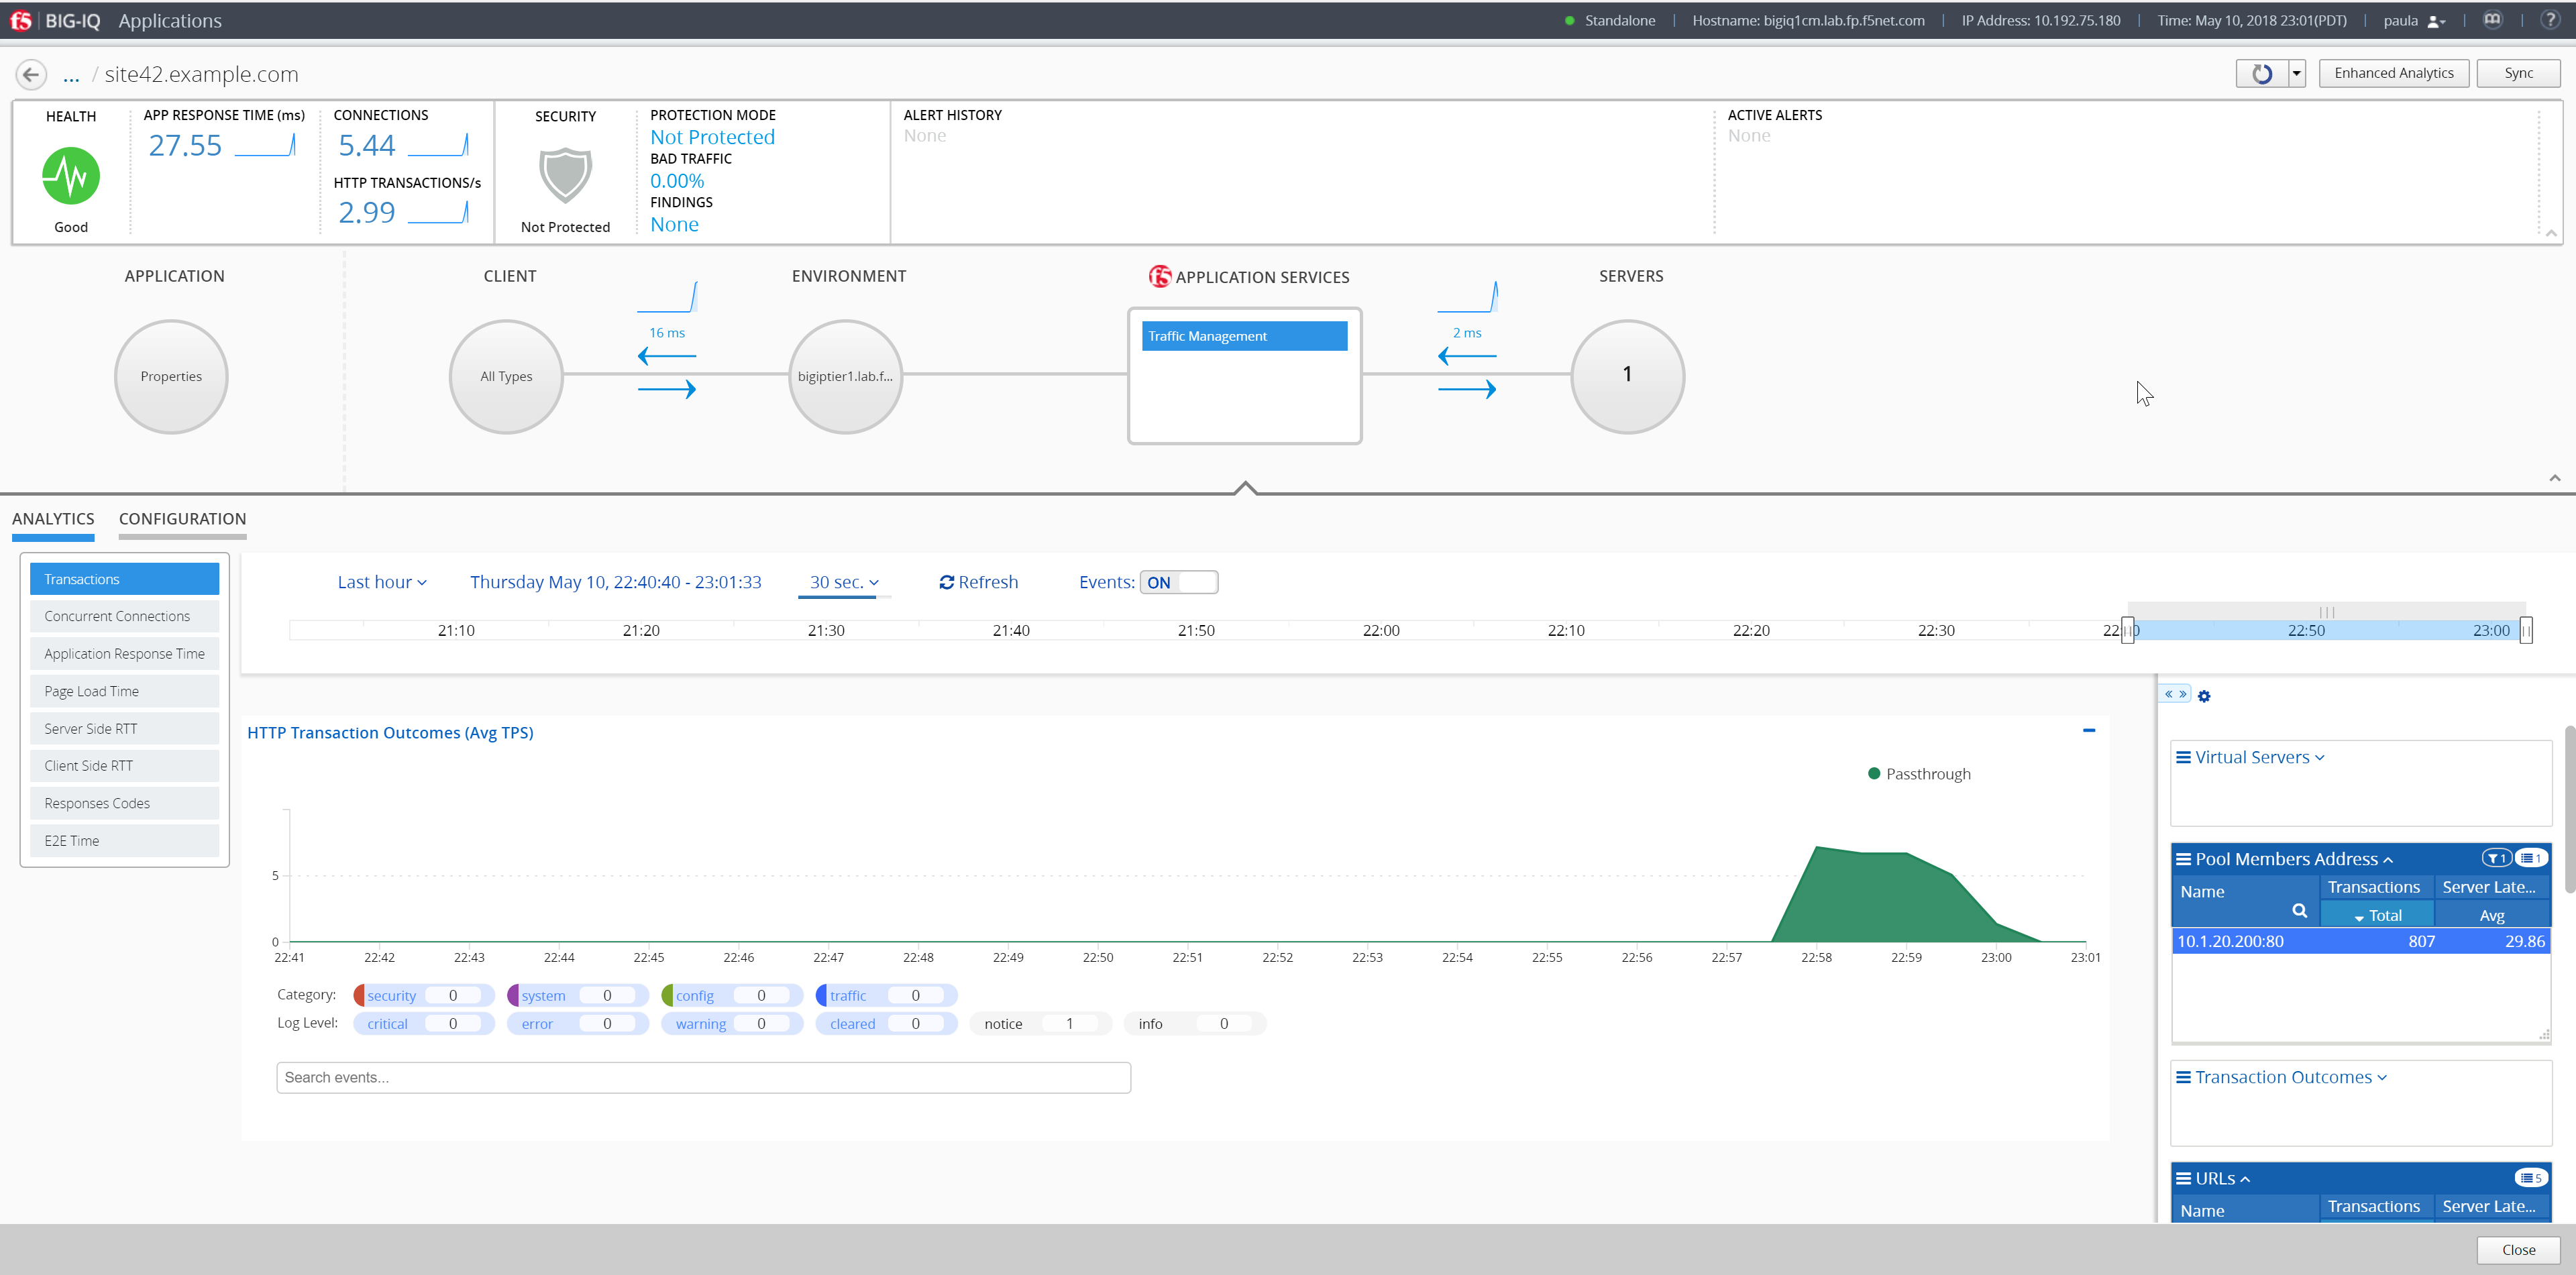 f5 BIG-IQ Applications Standalone Hostname: bigiq1cm.lab.fp.f5net.com IP Address: 10.192.75.180 Time: May 10, 2018 23:01(PDT) paula ?
... / site42.example.com Enhanced Analytics Sync
HEALTH APP RESPONSE TIME (ms) CONNECTIONS SECURITY PROTECTION MODE ALERT HISTORY ACTIVE ALERTS
27.55 5.44 Not Protected None None
BAD TRAFFIC
HTTP TRANSACTIONS/s 0.00%
2.99 FINDINGS
Good Not Protected None
APPLICATION CLIENT ENVIRONMENT f5 APPLICATION SERVICES SERVERS
16 ms Traffic Management 2 ms
Properties All Types bigiptier1.lab.f... 1
ANALYTICS CONFIGURATION
Transactions
Concurrent Connections
Application Response Time
Page Load Time
Server Side RTT
Client Side RTT
Responses Codes
E2E Time
Last hour Thursday May 10, 22:40:40 - 23:01:33 30 sec. Refresh Events: ON
21:10 21:20 21:30 21:40 21:50 22:00 22:10 22:20 22:30 22:50 23:00
HTTP Transaction Outcomes (Avg TPS)
Passthrough
5
0
22:41 22:42 22:43 22:44 22:45 22:46 22:47 22:48 22:49 22:50 22:51 22:52 22:53 22:54 22:55 22:56 22:57 22:58 22:59 23:00 23:01
Category: security 0 system 0 config 0 traffic 0
Log Level: critical 0 error 0 warning 0 cleared 0 notice 1 info 0
Search events...
« »
Virtual Servers
Pool Members Address 1 1
Name Transactions Server Late...
Total Avg
10.1.20.200:80 807 29.86
Transaction Outcomes
URLs 5
Name Transactions Server Late...
Close